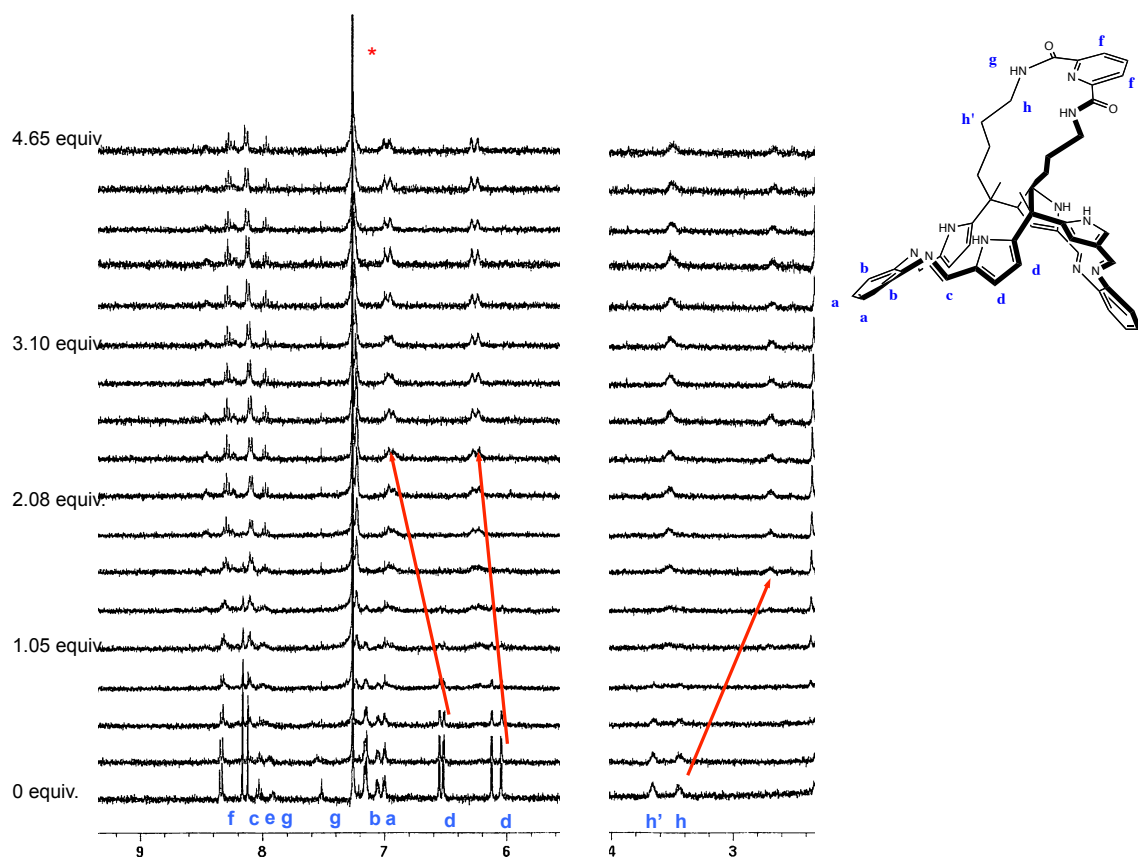 *
4.65 equiv.
3.10 equiv.
2.08 equiv.
1.05 equiv.
0 equiv.
f c e g g b a d d
h' h
9 8 7 6
4 3
f
O
g
HN
N
f
h
O
h'
HN
NH
H
N
HN
HN
b
N
N
d
N
N
b
c
a
d
a